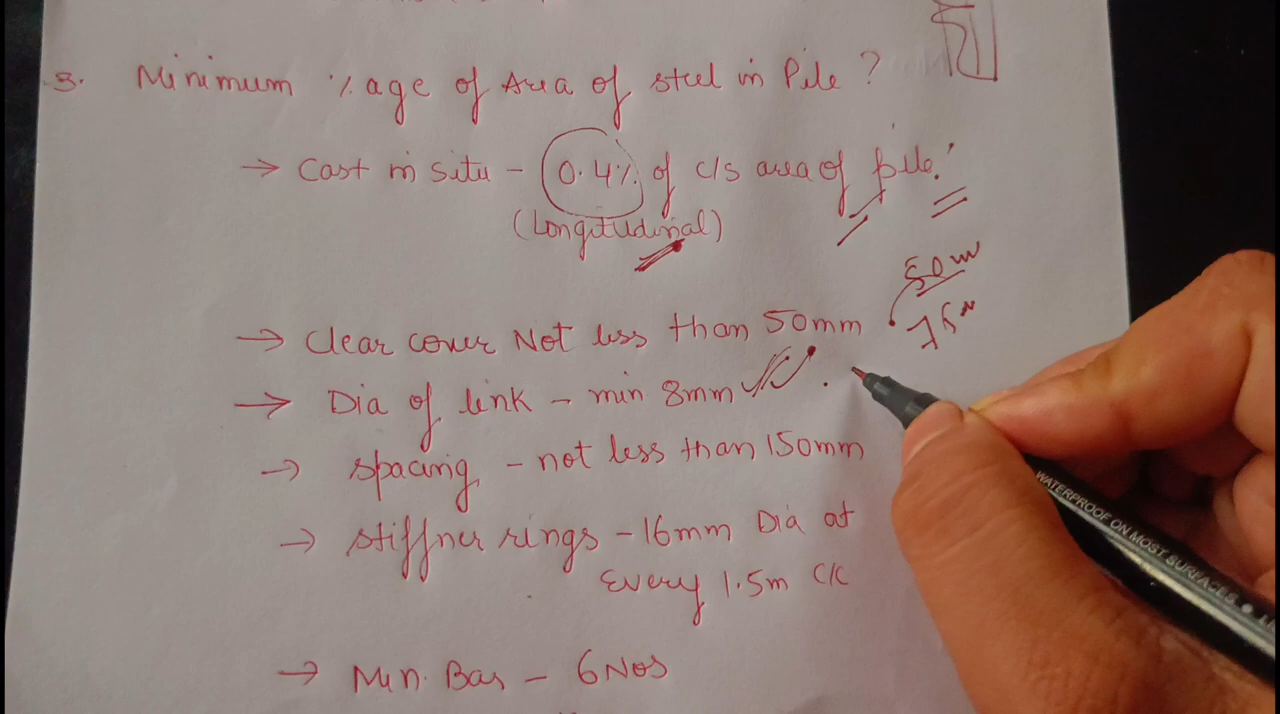 3. Minimum %age of Area of steel in Pile ?
→ Cast in situ - 0.4% of c/s area of pile.
(Longitudinal)
50m
→ Clear cover Not less than 50mm
75m
→ Dia of link - min 8mm
→ spacing - not less than 150mm
→ stiffner rings - 16mm Dia at
Every 1.5m c/c
→ Min. Bar - 6 Nos
WATERPROOF ON MOST SURFACES